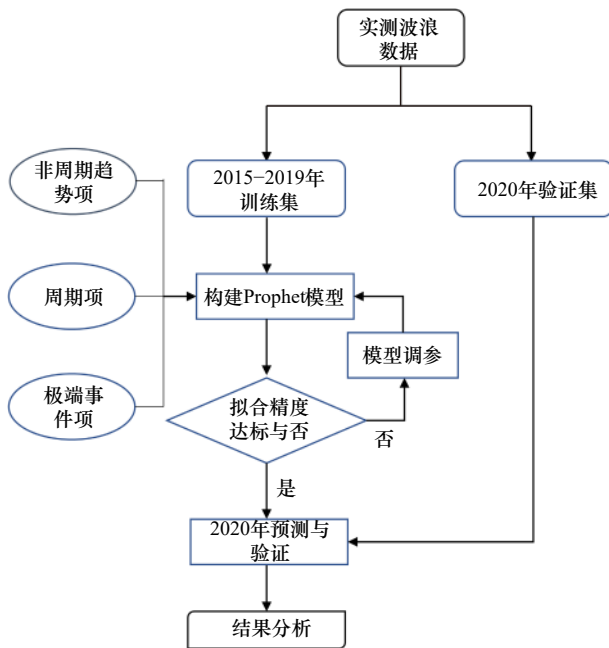 实测波浪
数据
非周期趋
势项
2015-2019年
训练集
2020年验证集
周期项
构建Prophet模型
模型调参
极端事
件项
拟合精度
达标与否
否
是
2020年预测与
验证
结果分析